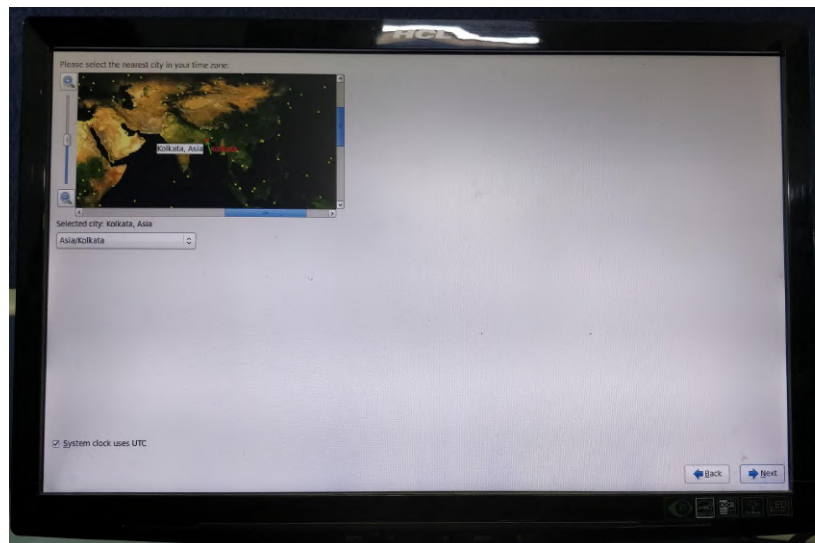 HCL
Please select the nearest city in your time zone:
Kolkata, Asia
Kolkata
Selected city: Kolkata, Asia
Asia/Kolkata
System clock uses UTC
Back
Next